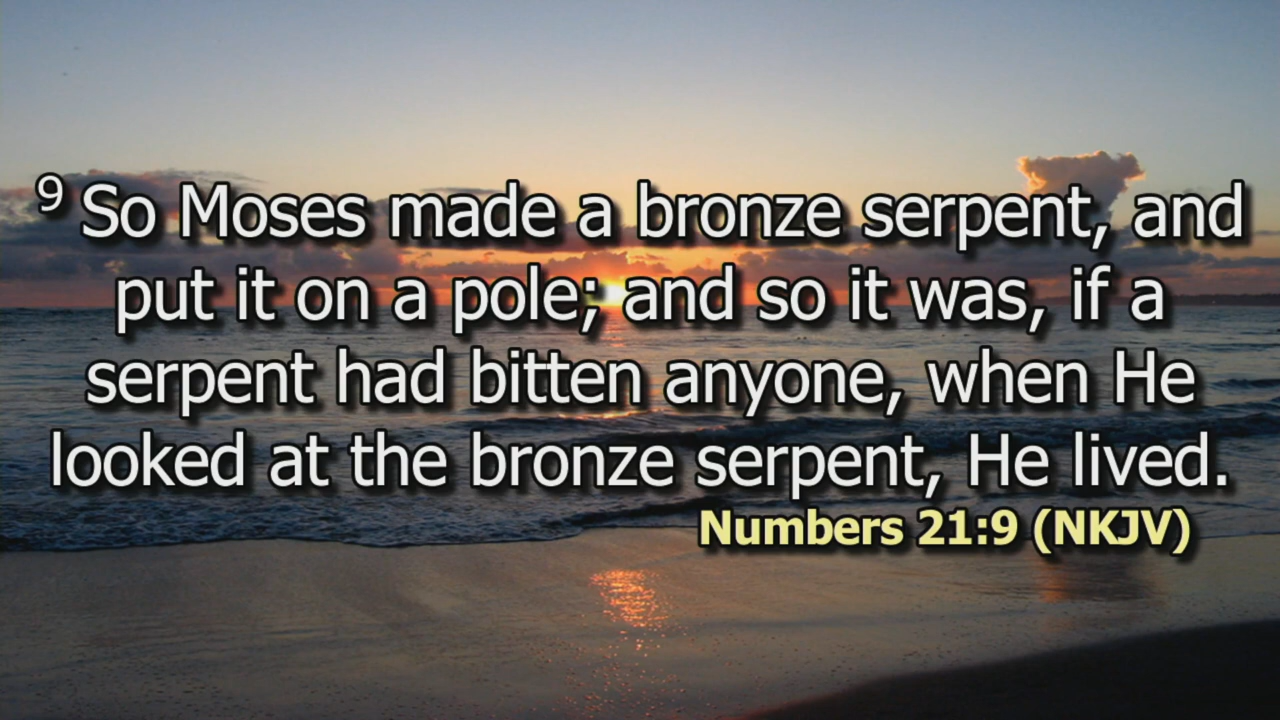 9 So Moses made a bronze serpent, and
put it on a pole; and so it was, if a
serpent had bitten anyone, when He
looked at the bronze serpent, He lived.
Numbers 21:9 (NKJV)